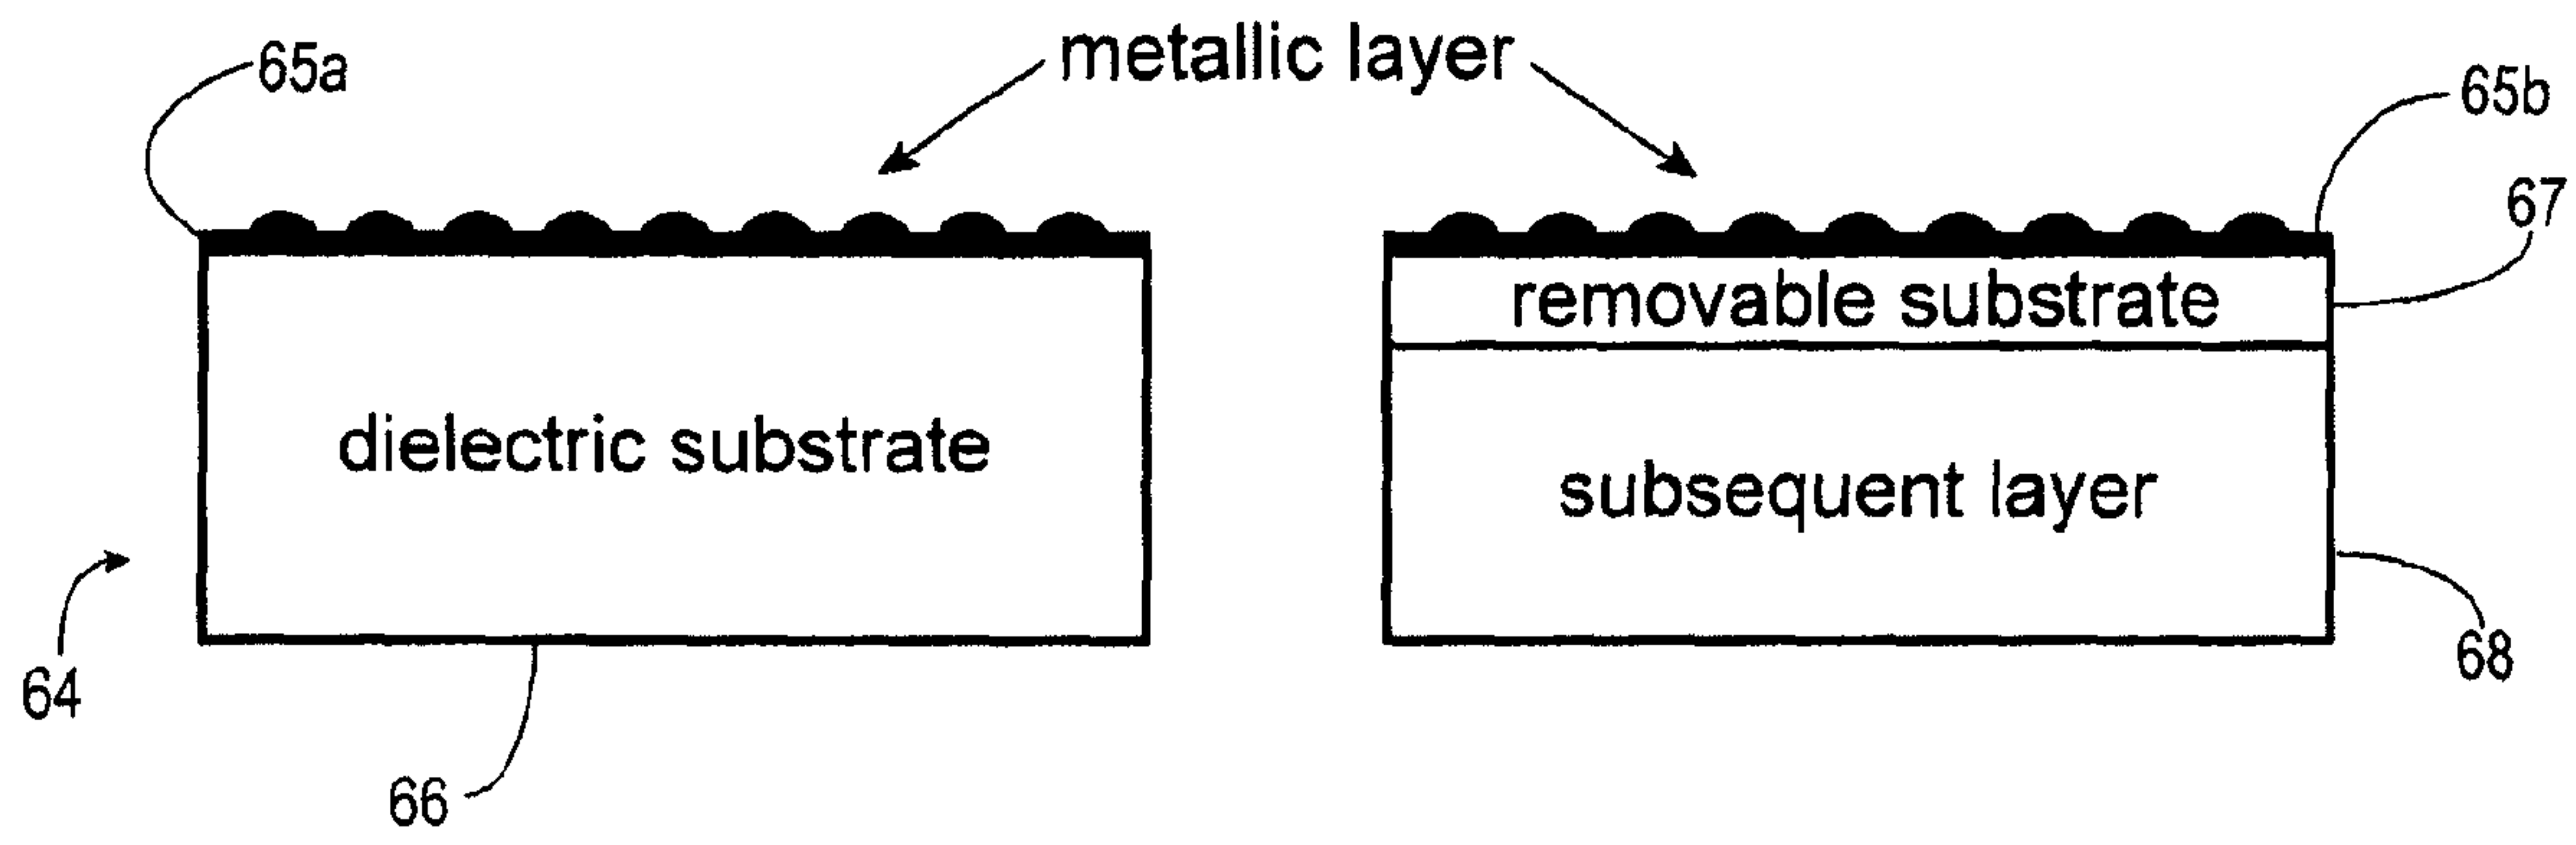 metallic layer
65a
65b
67
removable substrate
dielectric substrate
subsequent layer
64
68
66